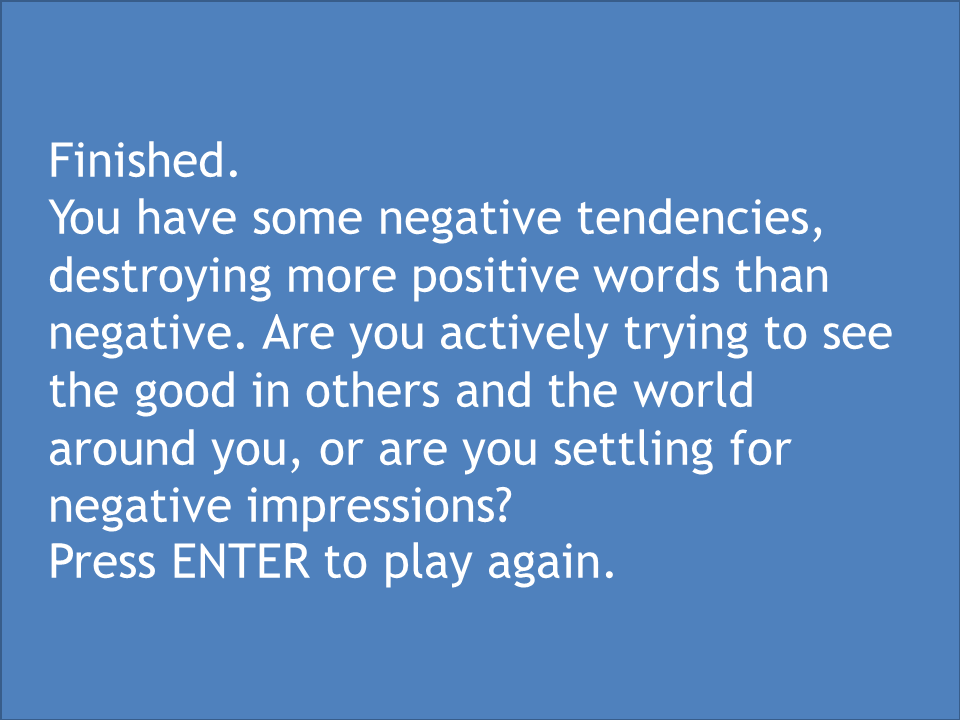 Finished.
You have some negative tendencies,
destroying more positive words than
negative. Are you actively trying to see
the good in others and the world
around you, or are you settling for
negative impressions?
Press ENTER to play again.